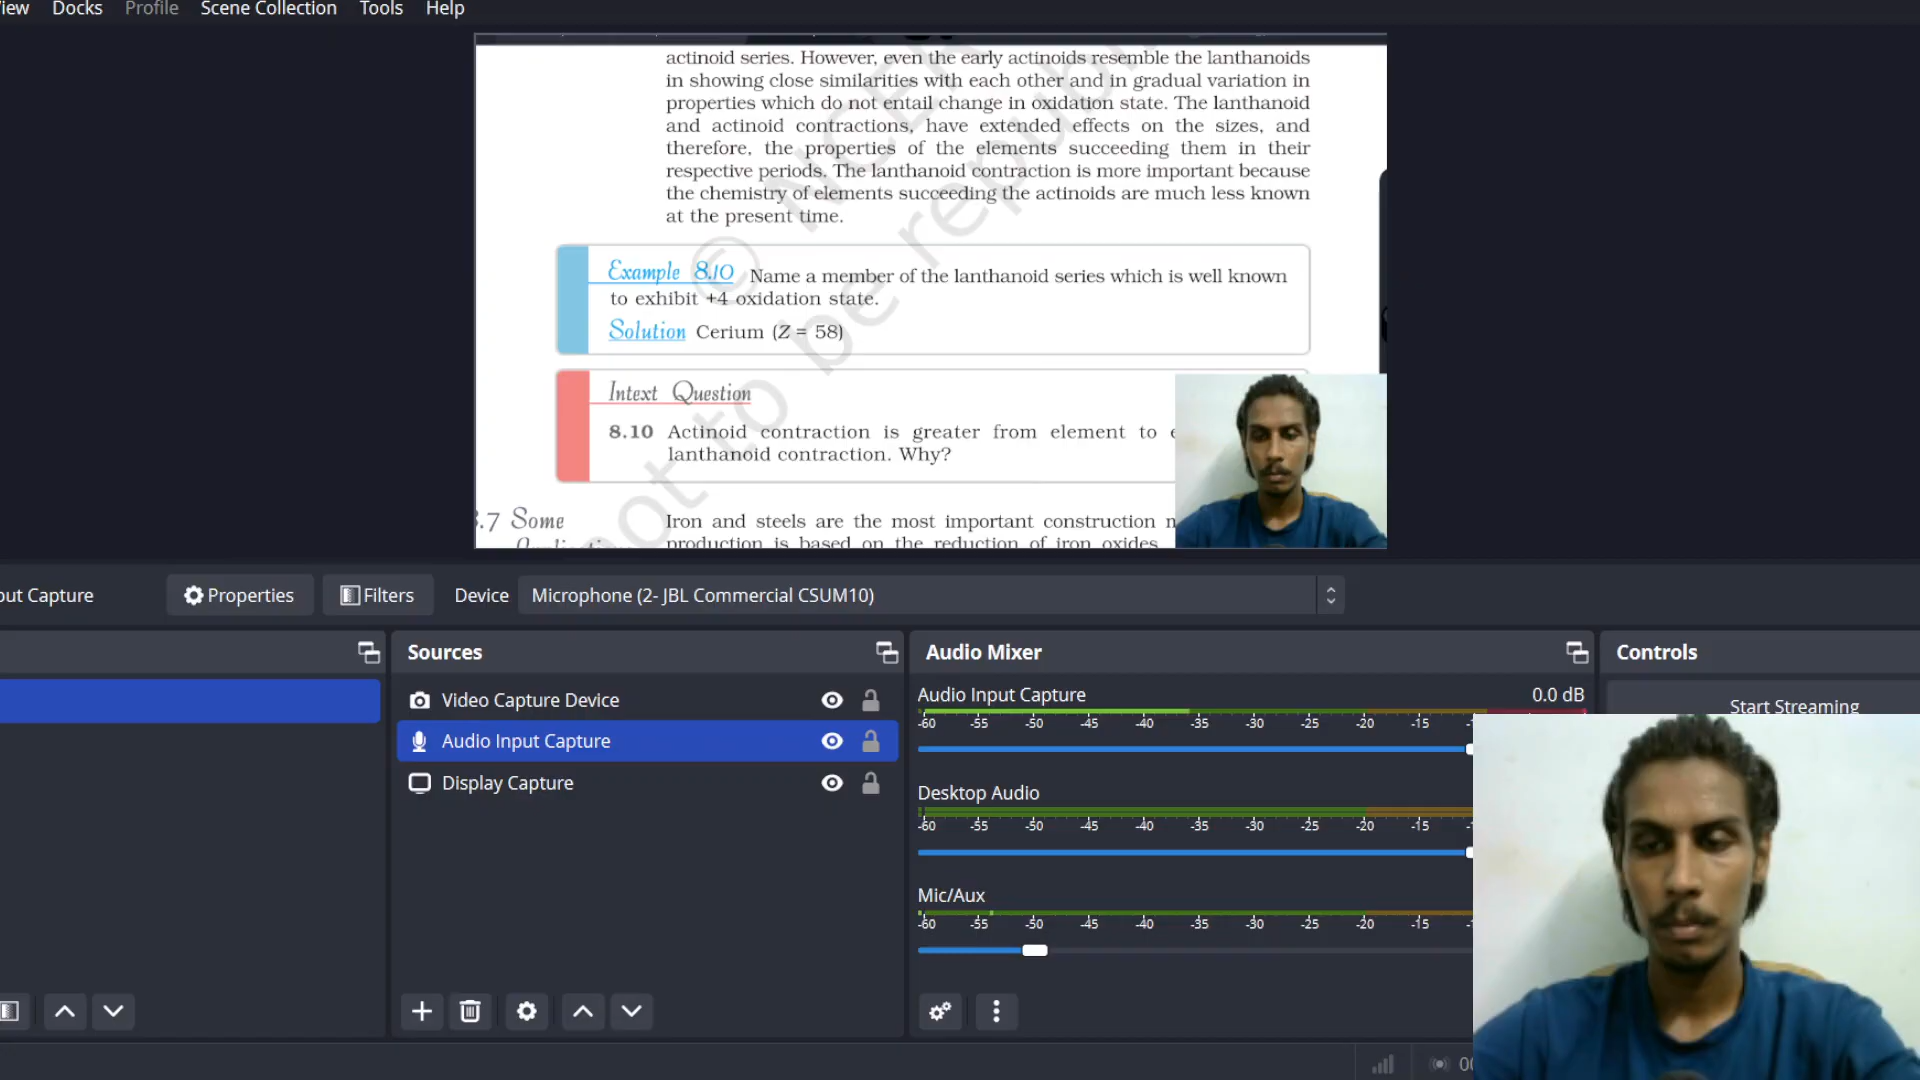 Docks Profile Scene Collection Tools Help
actinoid series. However, even the early actinoids resemble the lanthanoids
in showing close similarities with each other and in gradual variation in
properties which do not entail change in oxidation state. The lanthanoid
and actinoid contractions, have extended effects on the sizes, and
therefore, the properties of the elements succeeding them in their
respective periods. The lanthanoid contraction is more important because
the chemistry of elements succeeding the actinoids are much less known
at the present time.
Example 8.10 Name a member of the lanthanoid series which is well known
to exhibit +4 oxidation state.
Solution Cerium (Z = 58)
Intext Question
8.10 Actinoid contraction is greater from element to
lanthanoid contraction. Why?
.7 Some
Iron and steels are the most important construction
production is based on the reduction of iron oxides
© NCER
not to be republi
Capture
Properties
Filters
Device
Microphone (2- JBL Commercial CSUM10)
Sources
Video Capture Device
Audio Input Capture
Display Capture
Audio Mixer
Audio Input Capture 0.0 dB
-60 -55 -50 -45 -40 -35 -30 -25 -20 -15
Desktop Audio
-60 -55 -50 -45 -40 -35 -30 -25 -20 -15
Mic/Aux
-60 -55 -50 -45 -40 -35 -30 -25 -20 -15
Controls
Start Streaming